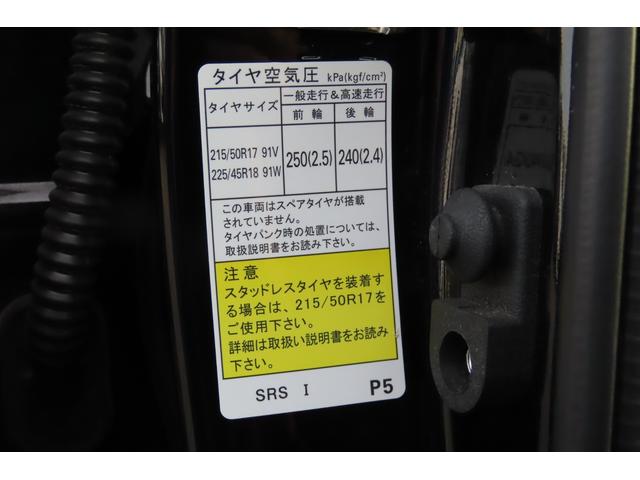 タイヤ空気圧 kPa(kgf/cm²)
タイヤサイズ 一般走行&高速走行
前輪 後輪
215/50R17 91V
225/45R18 91W
250(2.5) 240(2.4)
この車両はスペアタイヤが搭載
されていません。
タイヤパンク時の処置については、
取扱説明書をお読み下さい。
注意
スタッドレスタイヤを装着す
る場合は、215/50R17を
ご使用下さい。
詳細は取扱い説明書をお読み
下さい。
SRS I P5